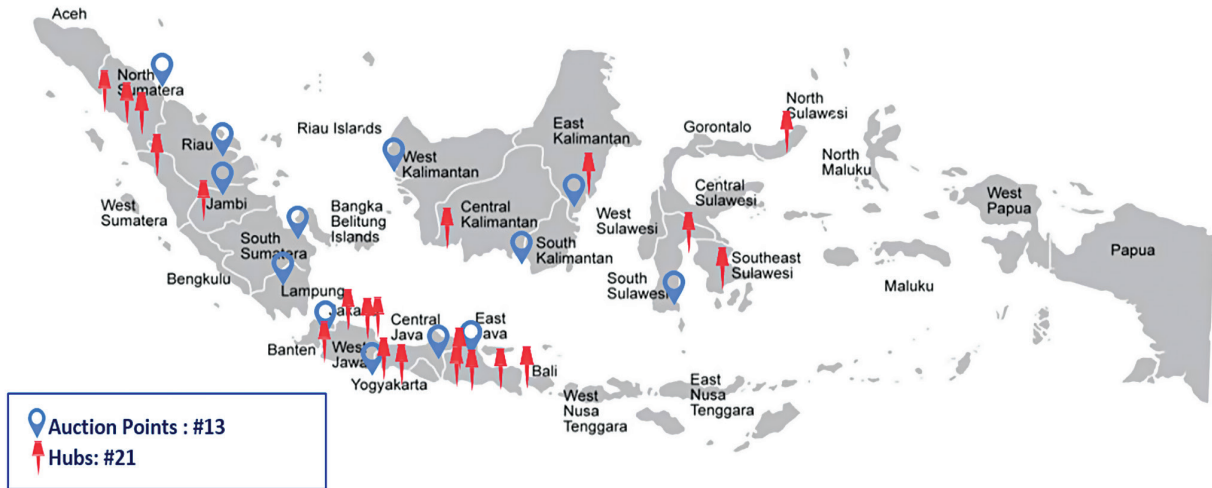 Aceh
North
Sumatera
Riau Islands
East
Kalimantan
North
Sulawesi
Gorontalo
Riau
West
Kalimantan
North
Maluku
West
Sumatera
Jambi
Bangka
Belitung
Islands
Central
Kalimantan
West
Sulawesi
Central
Sulawesi
West
Papua
South
Sumatera
South
Kalimantan
Southeast
Sulawesi
Papua
Bengkulu
Lampung
South
Sulawesi
Maluku
Central
Java
East
Banten
West
Jawa
Yogyakarta
Bali
West
Nusa
Tenggara
East
Nusa
Tenggara
Auction Points : #13
Hubs: #21